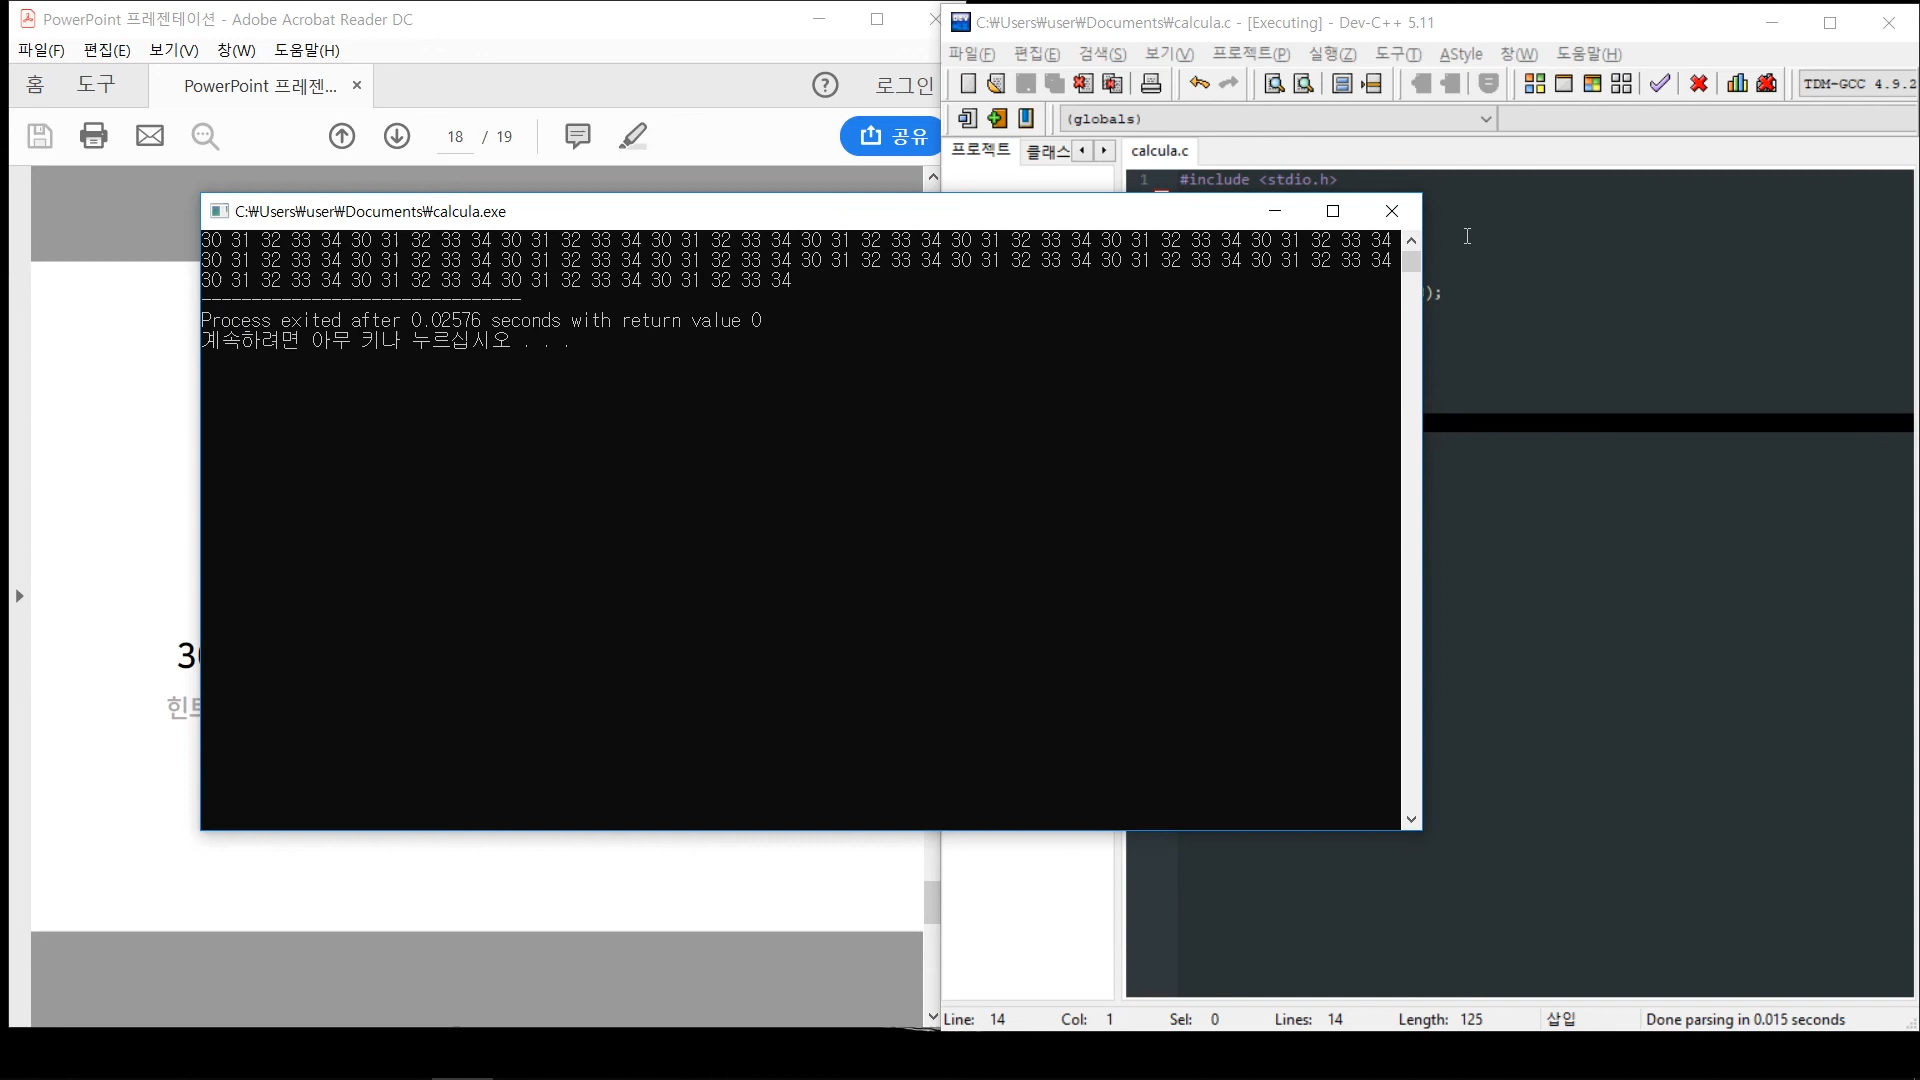 PowerPoint 프레젠테이션 - Adobe Acrobat Reader DC
파일(F) 편집(E) 보기(V) 창(W) 도움말(H)
홈 도구 PowerPoint 프레젠... × 로그인
18 / 19 공유
C:₩Users₩user₩Documents₩calcula.c - [Executing] - Dev-C++ 5.11
파일(F) 편집(E) 검색(S) 보기(V) 프로젝트(P) 실행(Z) 도구(T) AStyle 창(W) 도움말(H)
TDM-GCC 4.9.2
(globals)
프로젝트 클래스 calcula.c
1 #include <stdio.h>
);
C:₩Users₩user₩Documents₩calcula.exe
30 31 32 33 34 30 31 32 33 34 30 31 32 33 34 30 31 32 33 34 30 31 32 33 34 30 31 32 33 34 30 31 32 33 34 30 31 32 33 34
30 31 32 33 34 30 31 32 33 34 30 31 32 33 34 30 31 32 33 34 30 31 32 33 34 30 31 32 33 34 30 31 32 33 34 30 31 32 33 34
30 31 32 33 34 30 31 32 33 34 30 31 32 33 34 30 31 32 33 34
--------------------------------
Process exited after 0.02576 seconds with return value 0
계속하려면 아무 키나 누르십시오 . . .
Line: 14 Col: 1 Sel: 0 Lines: 14 Length: 125 삽입 Done parsing in 0.015 seconds